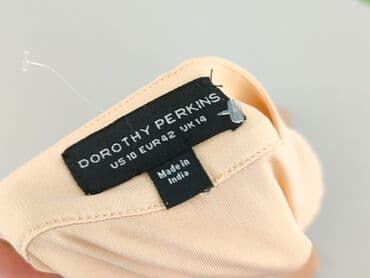 DOROTHY PERKINS
US 10 EUR 42 UK 14
Made in
India